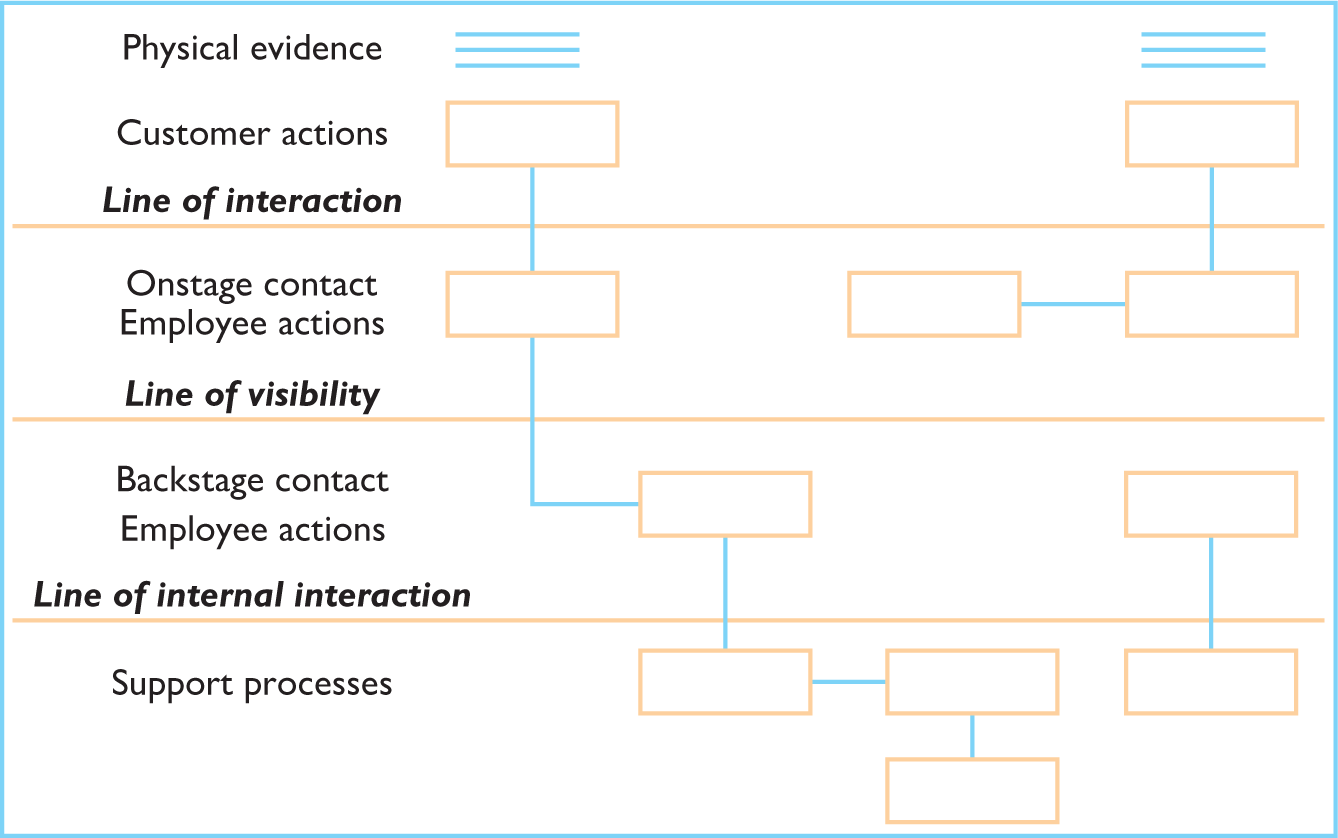 Physical evidence
Customer actions
Line of interaction
Onstage contact
Employee actions
Line of visibility
Backstage contact
Employee actions
Line of internal interaction
Support processes